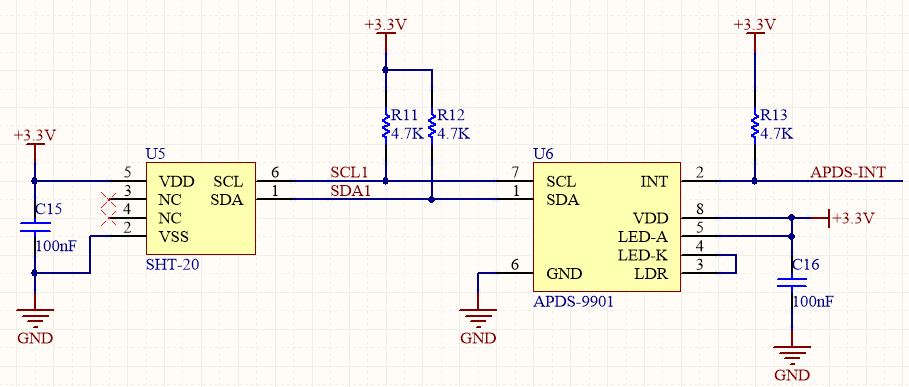 +3.3V
+3.3V
R11
R12
R13
4.7K
4.7K
4.7K
+3.3V
U5
U6
5
VDD
SCL
6
SCL1
7
SCL
INT
2
APDS-INT
3
NC
SDA
1
SDA1
1
SDA
4
NC
VDD
8
+3.3V
C15
2
VSS
LED-A
5
100nF
LED-K
4
SHT-20
6
GND
LDR
3
C16
APDS-9901
100nF
GND
GND
GND